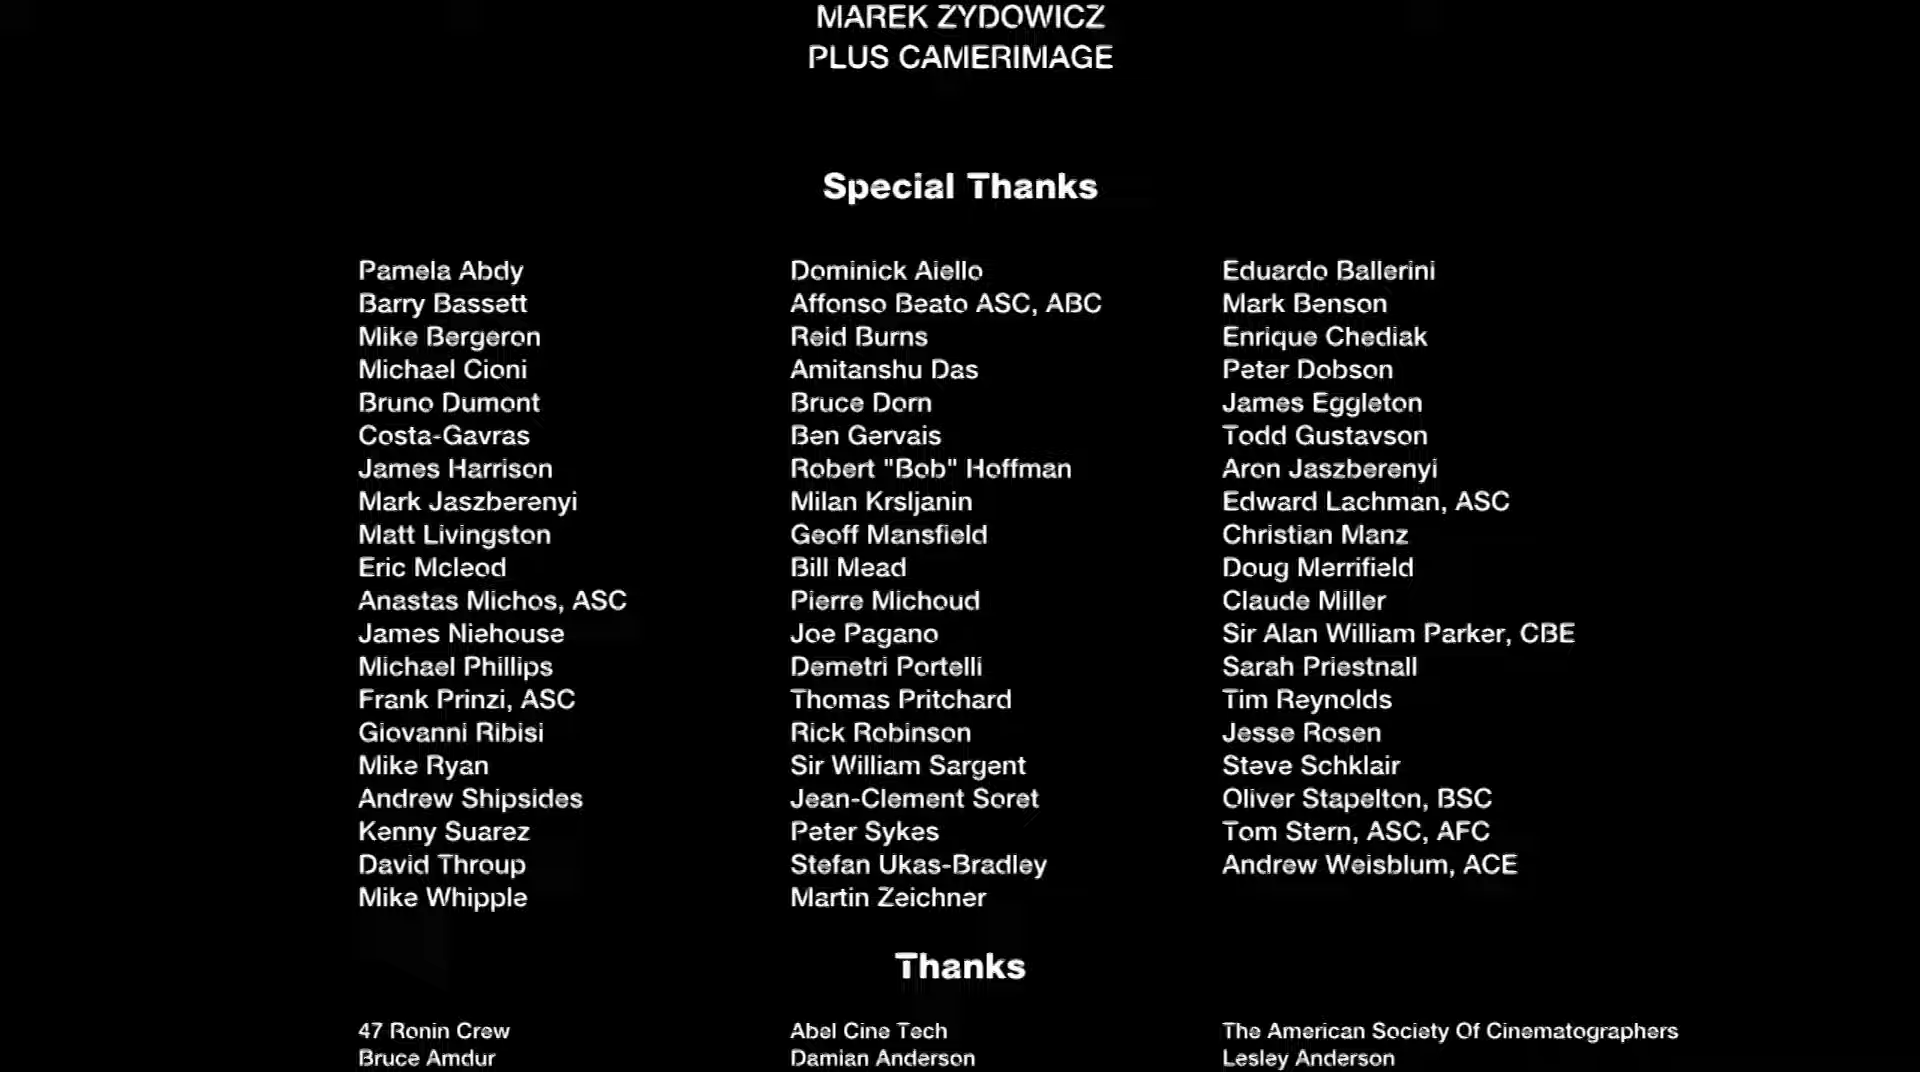 MAREK ZYDOWICZ
PLUS CAMERIMAGE
Special Thanks
Pamela Abdy Dominick Aiello Eduardo Ballerini
Barry Bassett Affonso Beato ASC, ABC Mark Benson
Mike Bergeron Reid Burns Enrique Chediak
Michael Cioni Amitanshu Das Peter Dobson
Bruno Dumont Bruce Dorn James Eggleton
Costa-Gavras Ben Gervais Todd Gustavson
James Harrison Robert "Bob" Hoffman Aron Jaszberenyi
Mark Jaszberenyi Milan Krsljanin Edward Lachman, ASC
Matt Livingston Geoff Mansfield Christian Manz
Eric Mcleod Bill Mead Doug Merrifield
Anastas Michos, ASC Pierre Michoud Claude Miller
James Niehouse Joe Pagano Sir Alan William Parker, CBE
Michael Phillips Demetri Portelli Sarah Priestnall
Frank Prinzi, ASC Thomas Pritchard Tim Reynolds
Giovanni Ribisi Rick Robinson Jesse Rosen
Mike Ryan Sir William Sargent Steve Schklair
Andrew Shipsides Jean-Clement Soret Oliver Stapelton, BSC
Kenny Suarez Peter Sykes Tom Stern, ASC, AFC
David Throup Stefan Ukas-Bradley Andrew Weisblum, ACE
Mike Whipple Martin Zeichner
Thanks
47 Ronin Crew Abel Cine Tech The American Society Of Cinematographers
Bruce Amdur Damian Anderson Lesley Anderson